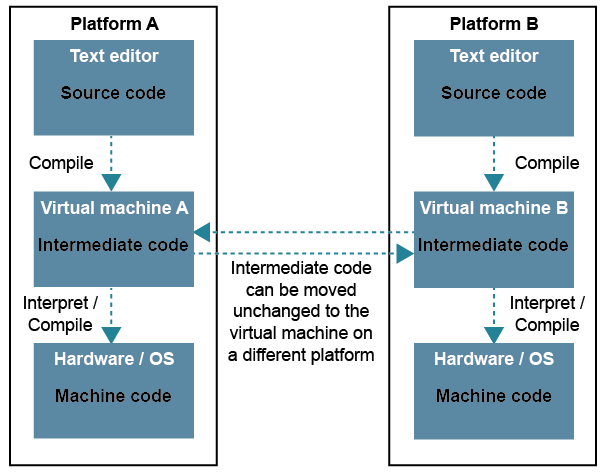 Platform A
Text editor
Source code
Compile
Virtual machine A
Intermediate code
Interpret /
Compile
Hardware / OS
Machine code
Intermediate code
can be moved
unchanged to the
virtual machine on
a different platform
Platform B
Text editor
Source code
Compile
Virtual machine B
Intermediate code
Interpret /
Compile
Hardware / OS
Machine code